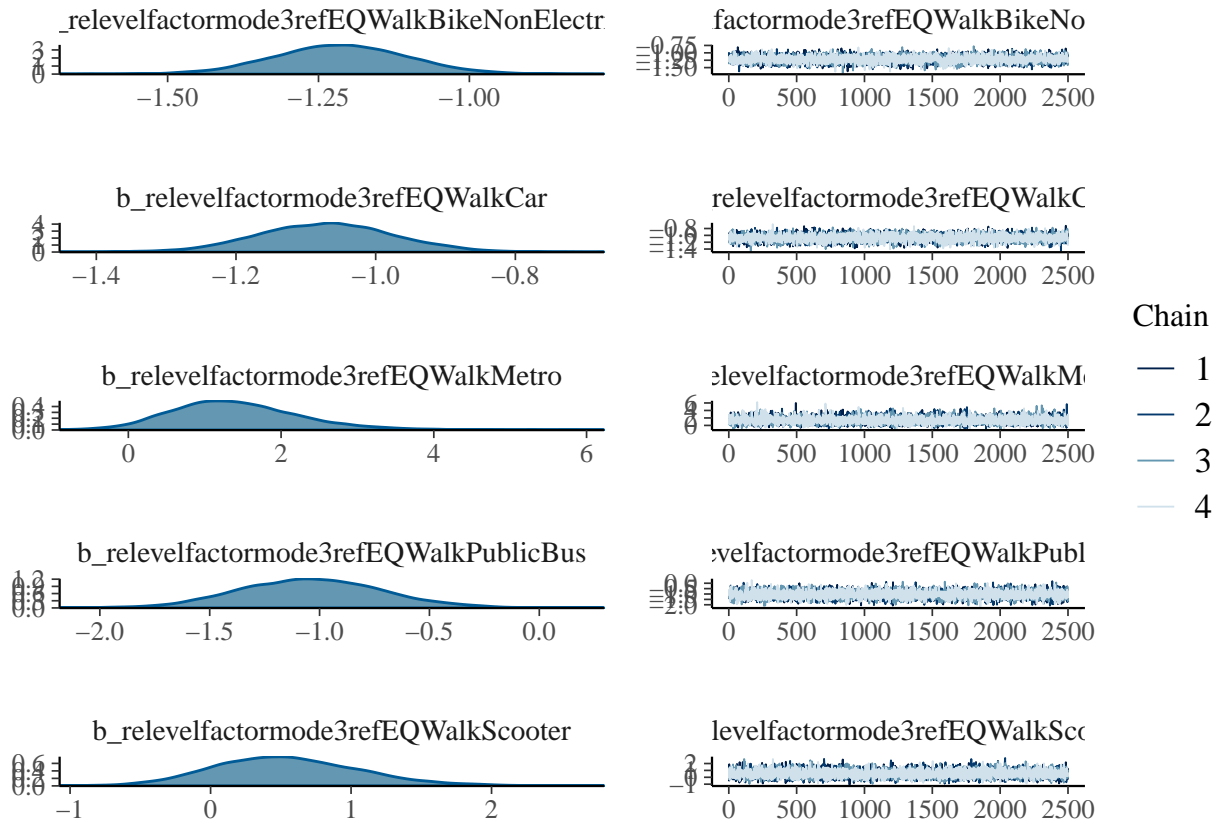 _relevelfactormode3refEQWalkBikeNonElectri
factormode3refEQWalkBikeNo
−1.50 −1.25 −1.00
0 500 1000 1500 2000 2500
b_relevelfactormode3refEQWalkCar
relevelfactormode3refEQWalkC
−1.4 −1.2 −1.0 −0.8
0 500 1000 1500 2000 2500
b_relevelfactormode3refEQWalkMetro
elevelfactormode3refEQWalkM
0 2 4 6
0 500 1000 1500 2000 2500
b_relevelfactormode3refEQWalkPublicBus
evelfactormode3refEQWalkPubl
−2.0 −1.5 −1.0 −0.5 0.0
0 500 1000 1500 2000 2500
b_relevelfactormode3refEQWalkScooter
levelfactormode3refEQWalkSco
−1 0 1 2
0 500 1000 1500 2000 2500
Chain
1
2
3
4